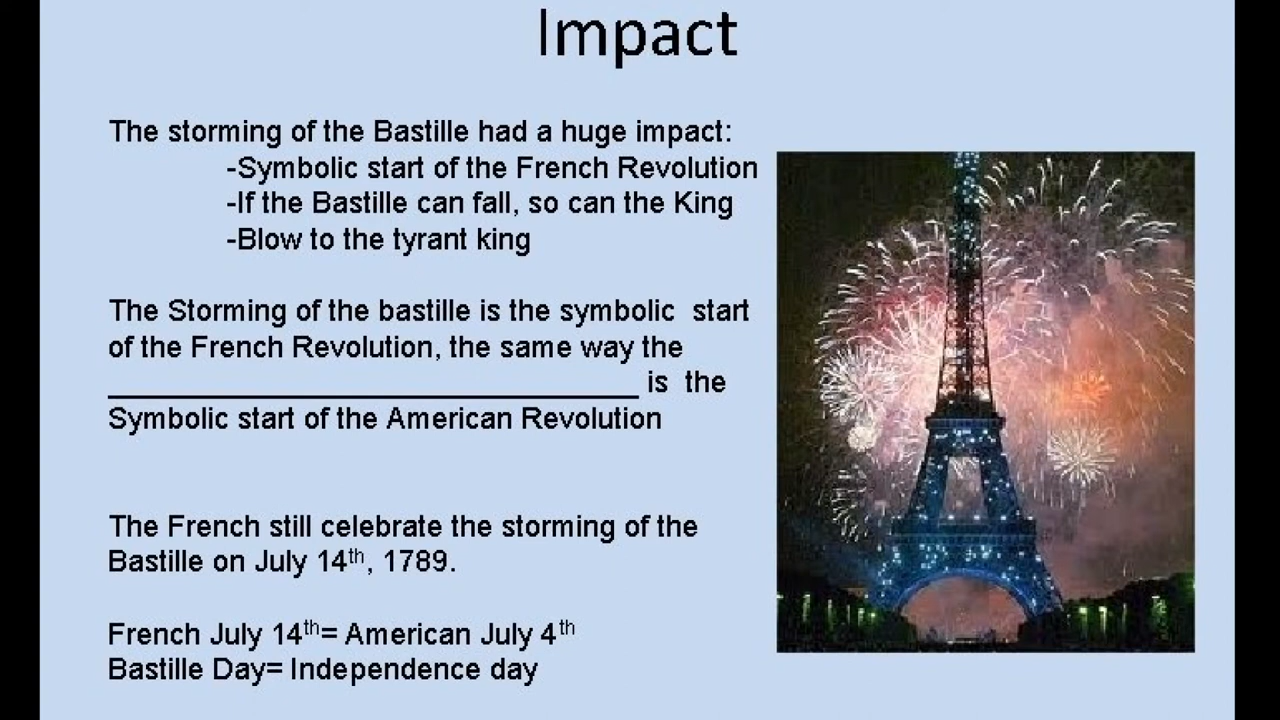 Impact
The storming of the Bastille had a huge impact:
-Symbolic start of the French Revolution
-If the Bastille can fall, so can the King
-Blow to the tyrant king
The Storming of the bastille is the symbolic  start
of the French Revolution, the same way the
________________________________ is  the
Symbolic start of the American Revolution
The French still celebrate the storming of the
Bastille on July 14th, 1789.
French July 14th= American July 4th
Bastille Day= Independence day